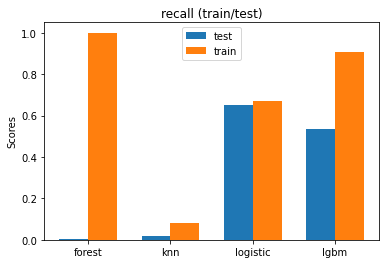 recall (train/test)
test
train
1.0
0.8
0.6
0.4
0.2
0.0
Scores
forest
knn
logistic
lgbm